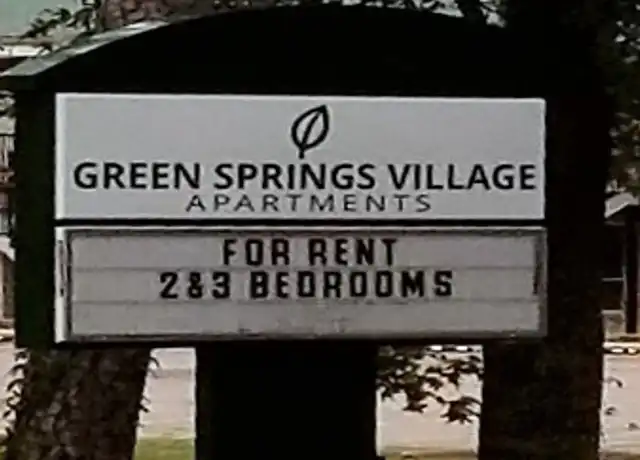 GREEN SPRINGS VILLAGE
APARTMENTS
FOR RENT
2&3 BEDROOMS